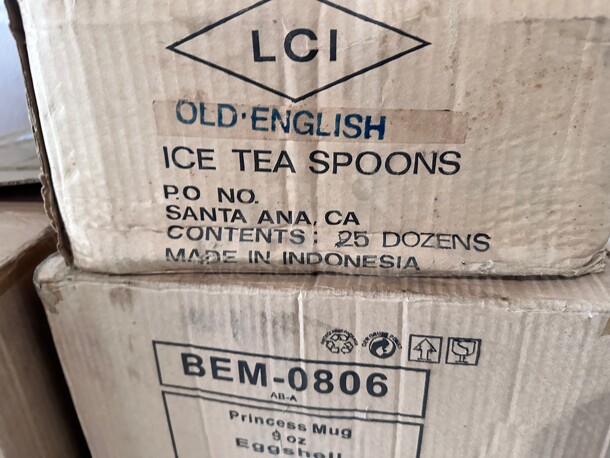 LCI
OLD·ENGLISH
ICE TEA SPOONS
P.O NO.
SANTA ANA, CA
CONTENTS: 25 DOZENS
MADE IN INDONESIA
BEM-0806
AB-A
Princess Mug
9 oz
Eggshell